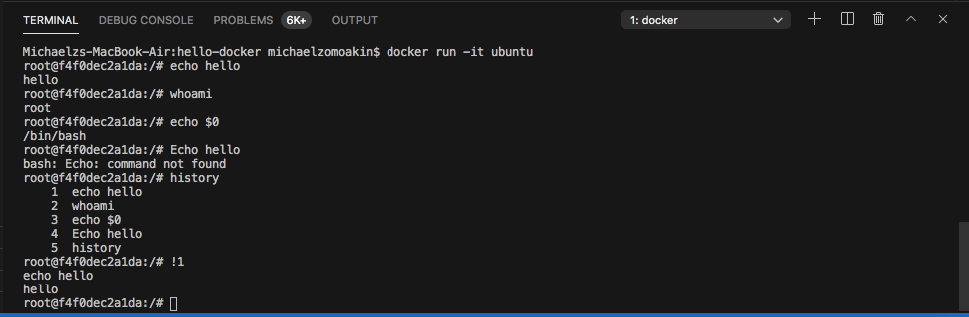 TERMINAL DEBUG CONSOLE PROBLEMS 6K+ OUTPUT 1: docker
Michaelzs-MacBook-Air:hello-docker michaelzomoakin$ docker run -it ubuntu
root@f4f0dec2a1da:/# echo hello
hello
root@f4f0dec2a1da:/# whoami
root
root@f4f0dec2a1da:/# echo $0
/bin/bash
root@f4f0dec2a1da:/# Echo hello
bash: Echo: command not found
root@f4f0dec2a1da:/# history
    1  echo hello
    2  whoami
    3  echo $0
    4  Echo hello
    5  history
root@f4f0dec2a1da:/# !1
echo hello
hello
root@f4f0dec2a1da:/#